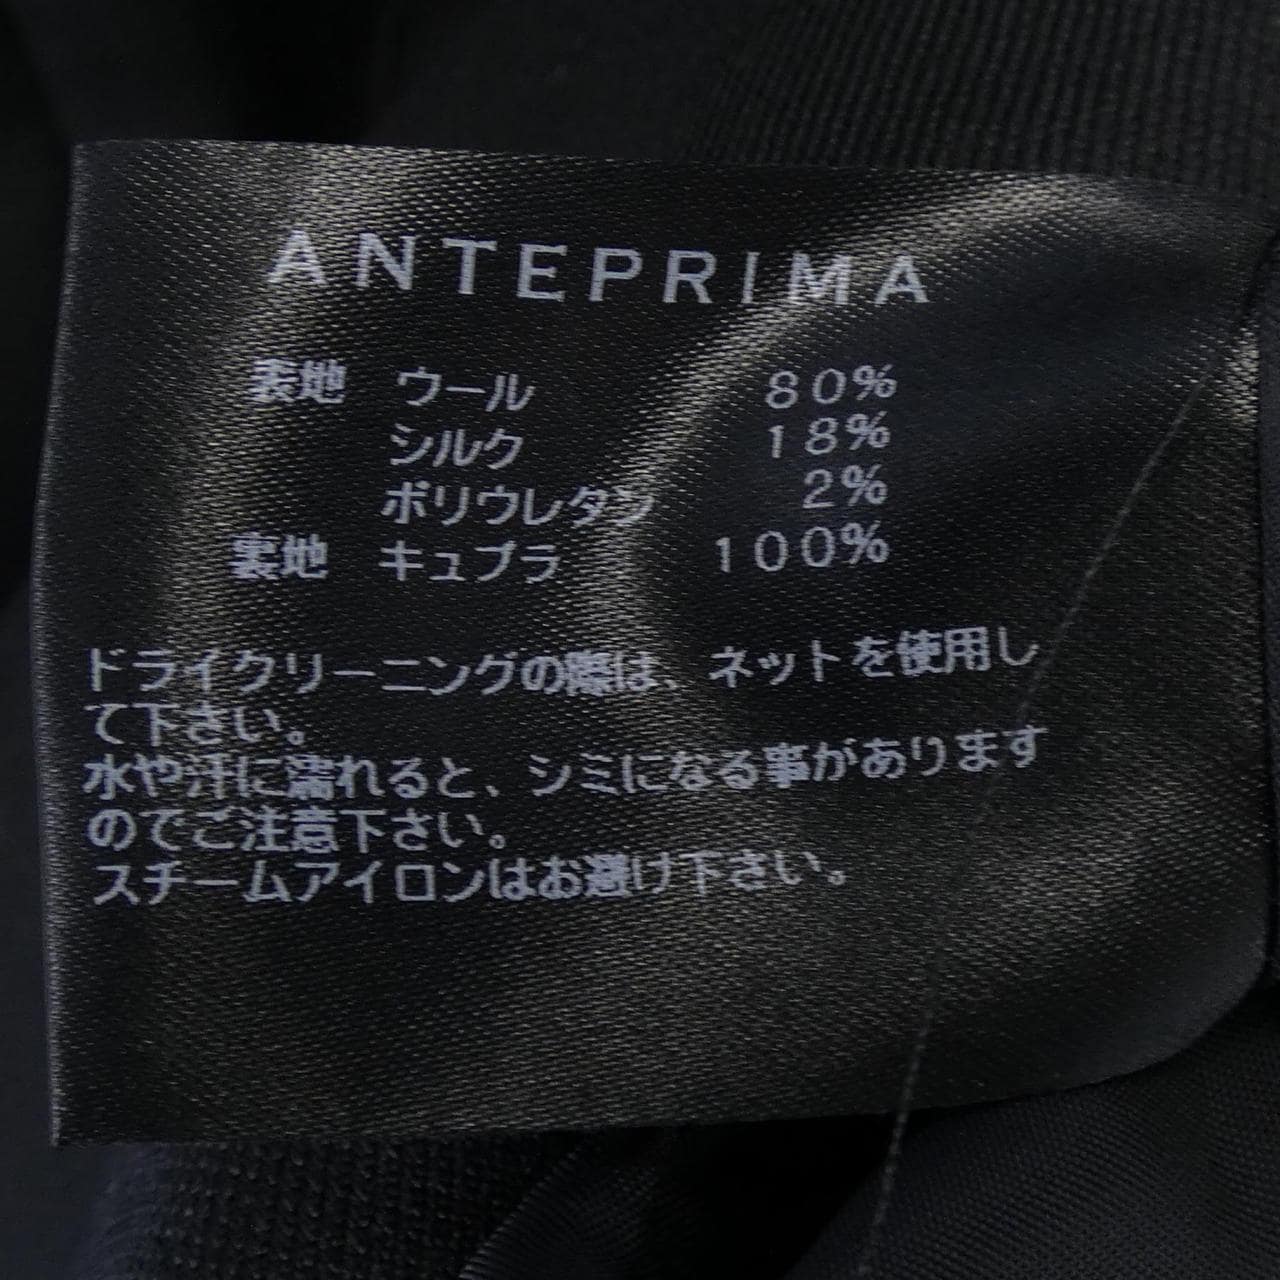 ANTEPRIMA
表地 ウール 80%
シルク 18%
ポリウレタン 2%
裏地 キュプラ 100%
ドライクリーニングの際は、ネットを使用し
て下さい。
水や汗に濡れると、シミになる事があります
のでご注意下さい。
スチームアイロンはお避け下さい。